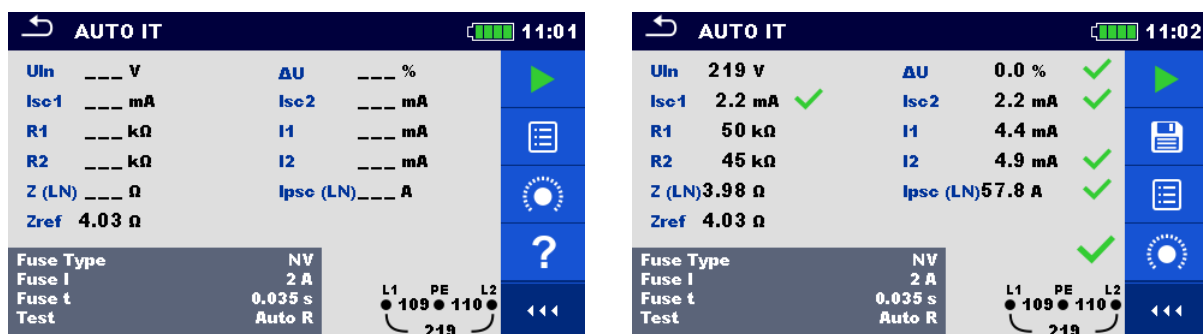 AUTO IT 11:01
Uln ___ V ΔU ___ %
Isc1 ___ mA Isc2 ___ mA
R1 ___ kΩ I1 ___ mA
R2 ___ kΩ I2 ___ mA
Z (LN) ___ Ω Ipsc (LN) ___ A
Zref 4.03 Ω
?
Fuse Type NV
Fuse I 2 A
Fuse t 0.035 s
Test Auto R
L1 PE L2
109 110
219
AUTO IT 11:02
Uln 219 V ΔU 0.0 %
Isc1 2.2 mA Isc2 2.2 mA
R1 50 kΩ I1 4.4 mA
R2 45 kΩ I2 4.9 mA
Z (LN) 3.98 Ω Ipsc (LN) 57.8 A
Zref 4.03 Ω
Fuse Type NV
Fuse I 2 A
Fuse t 0.035 s
Test Auto R
L1 PE L2
109 110
219